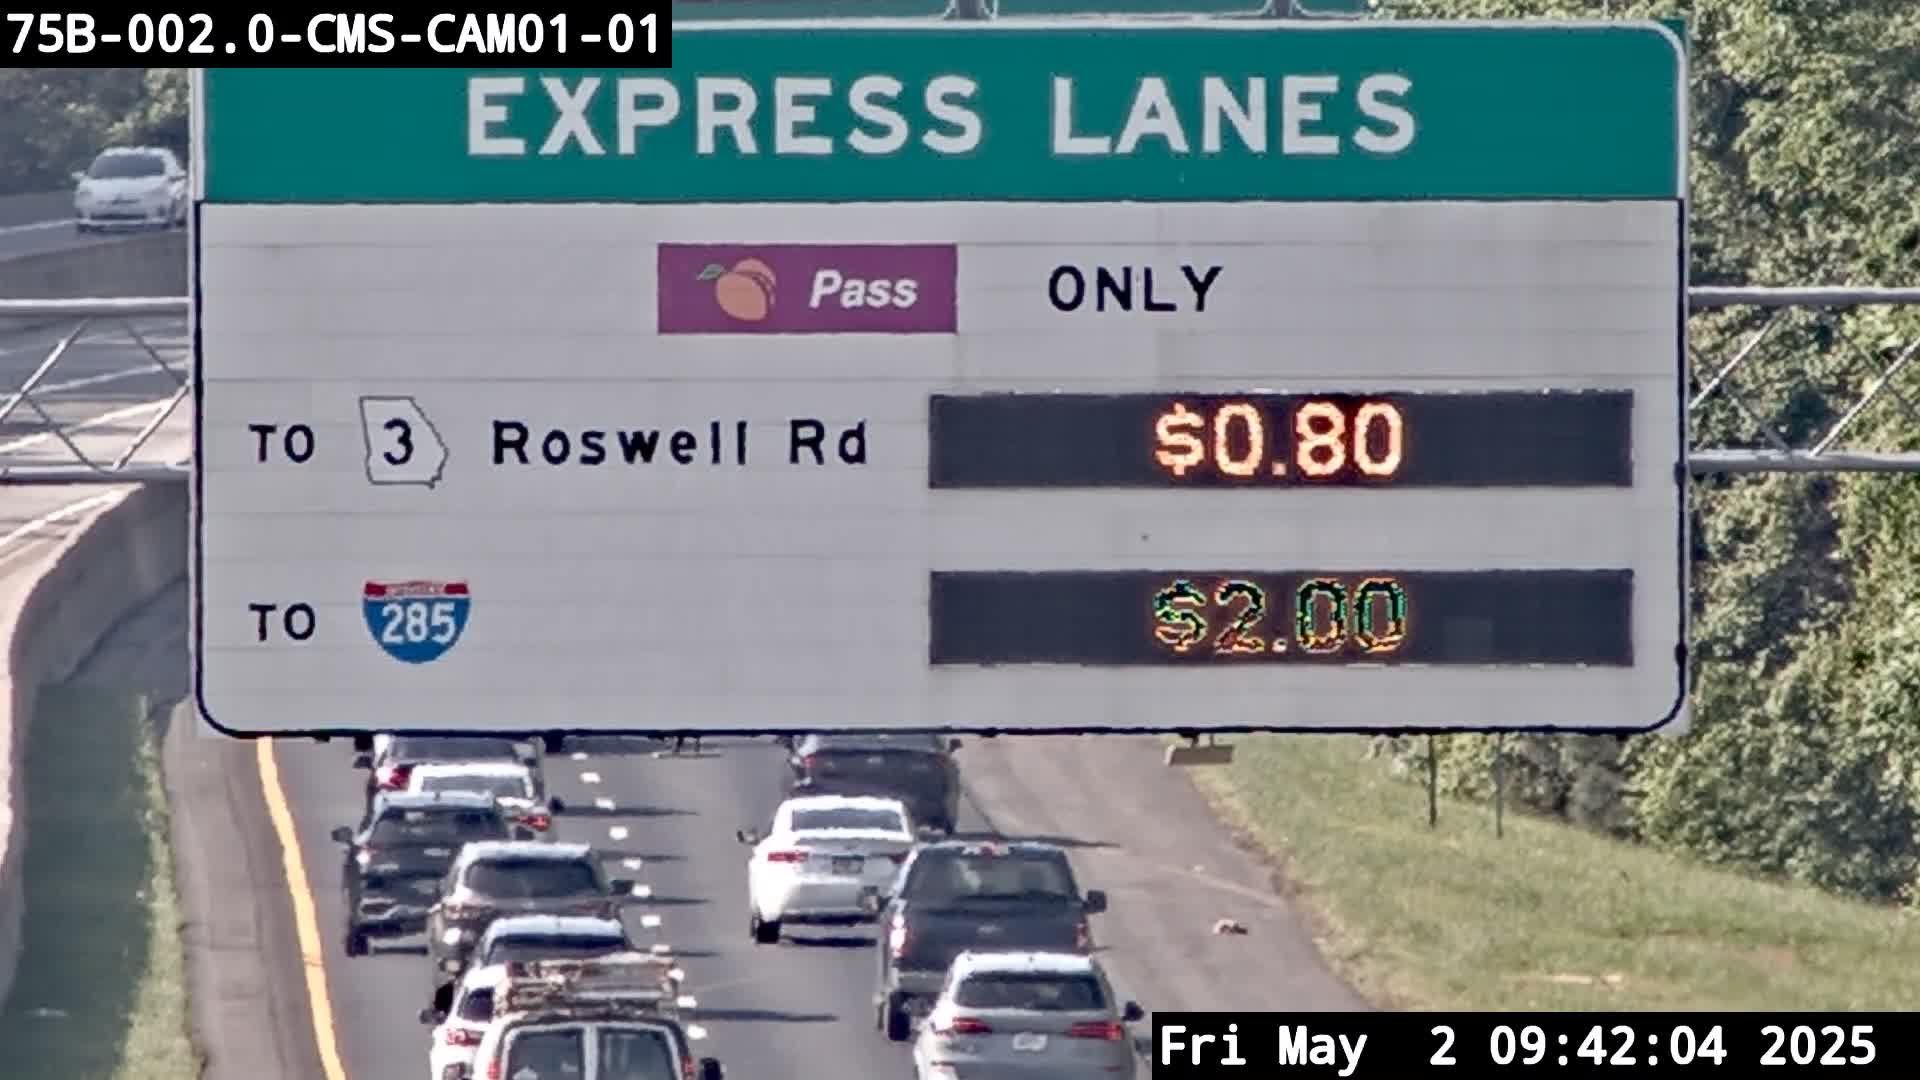 75B-002.0-CMS-CAM01-01
EXPRESS LANES
Pass ONLY
TO 3 Roswell Rd $0.80
TO 285 $2.00
Fri May 2 09:42:04 2025